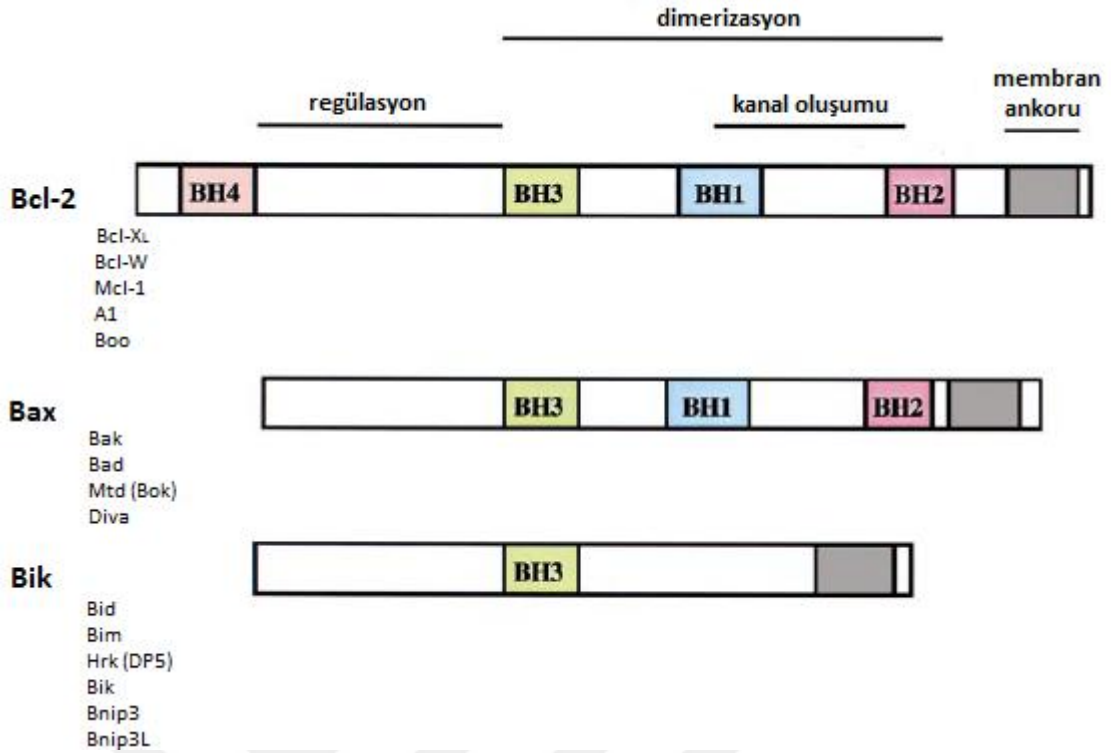 dimerizasyon
regülasyon
kanal oluşumu
membran
ankoru
Bcl-2
BH4 BH3 BH1 BH2
Bcl-XL
Bcl-W
Mcl-1
A1
Boo
Bax
BH3 BH1 BH2
Bak
Bad
Mtd (Bok)
Diva
Bik
BH3
Bid
Bim
Hrk (DP5)
Bik
Bnip3
Bnip3L